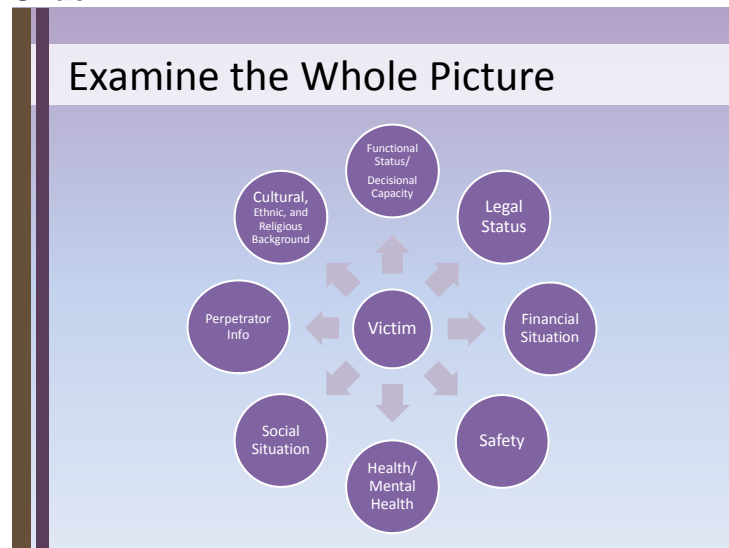 Examine the Whole Picture
Functional
Status/
Decisional
Capacity
Legal
Status
Financial
Situation
Safety
Health/
Mental
Health
Social
Situation
Perpetrator
Info
Cultural,
Ethnic, and
Religious
Background
Victim